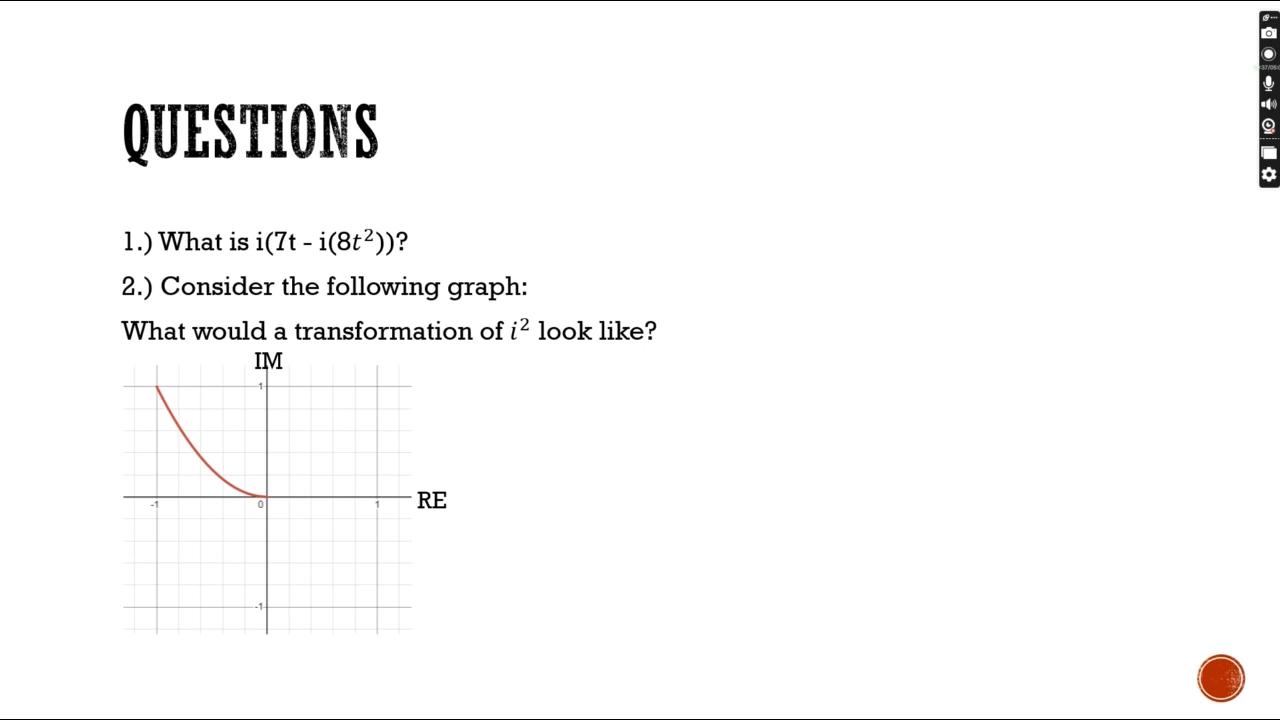 QUESTIONS
1.) What is i(7t - i(8t²))?
2.) Consider the following graph:
What would a transformation of i² look like?
IM
1
-1
0
1
RE
-1